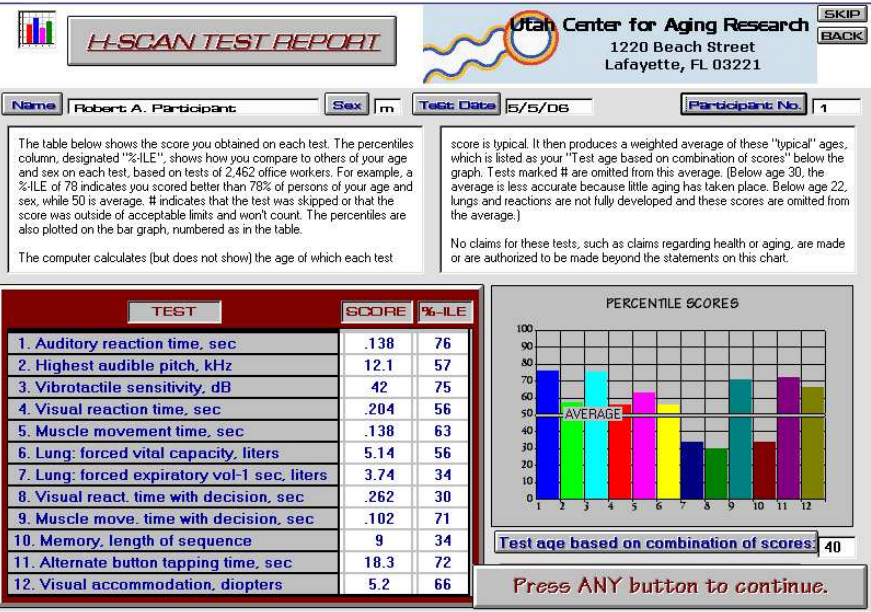 H-SCAN TEST REPORT
Utah Center for Aging Research
1220 Beach Street
Lafayette, FL 03221
SKIP
BACK
Name Robert A. Participant Sex m Test Date 5/5/06 Participant No. 1
The table below shows the score you obtained on each test. The percentiles
column, designated "%-ILE", shows how you compare to others of your age
and sex on each test, based on tests of 2,462 office workers. For example, a
%-ILE of 78 indicates you scored better than 78% of persons of your age and
sex, while 50 is average. # indicates that the test was skipped or that the
score was outside of acceptable limits and won't count. The percentiles are
also plotted on the bar graph, numbered as in the table.
The computer calculates (but does not show) the age of which each test
score is typical. It then produces a weighted average of these "typical" ages,
which is listed as your "Test age based on combination of scores" below the
graph. Tests marked # are omitted from this average. (Below age 30, the
average is less accurate because little aging has taken place. Below age 22,
lungs and reactions are not fully developed and these scores are omitted from
the average.)
No claims for these tests, such as claims regarding health or aging, are made
or are authorized to be made beyond the statements on this chart.
TEST SCORE %-ILE
1. Auditory reaction time, sec .138 76
2. Highest audible pitch, kHz 12.1 57
3. Vibrotactile sensitivity, dB 42 75
4. Visual reaction time, sec .204 56
5. Muscle movement time, sec .138 63
6. Lung: forced vital capacity, liters 5.14 56
7. Lung: forced expiratory vol-1 sec, liters 3.74 34
8. Visual react. time with decision, sec .262 30
9. Muscle move. time with decision, sec .102 71
10. Memory, length of sequence 9 34
11. Alternate button tapping time, sec 18.3 72
12. Visual accommodation, diopters 5.2 66
PERCENTILE SCORES
100
90
80
70
60
50 AVERAGE
40
30
20
10
0
1 2 3 4 5 6 7 8 9 10 11 12
Test age based on combination of scores: 40
Press ANY button to continue.